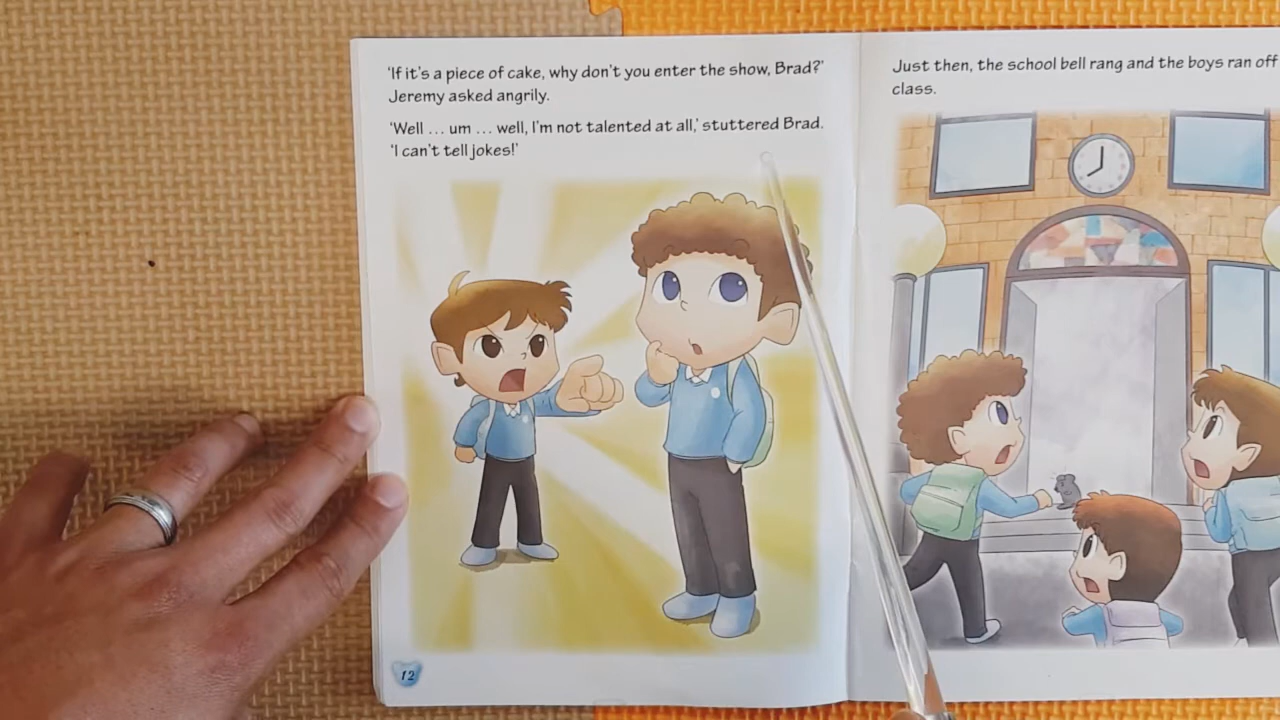 'If it's a piece of cake, why don't you enter the show, Brad?'
Jeremy asked angrily.
'Well ... um ... well, I'm not talented at all,' stuttered Brad.
'I can't tell jokes!'
12
Just then, the school bell rang and the boys ran off
class.